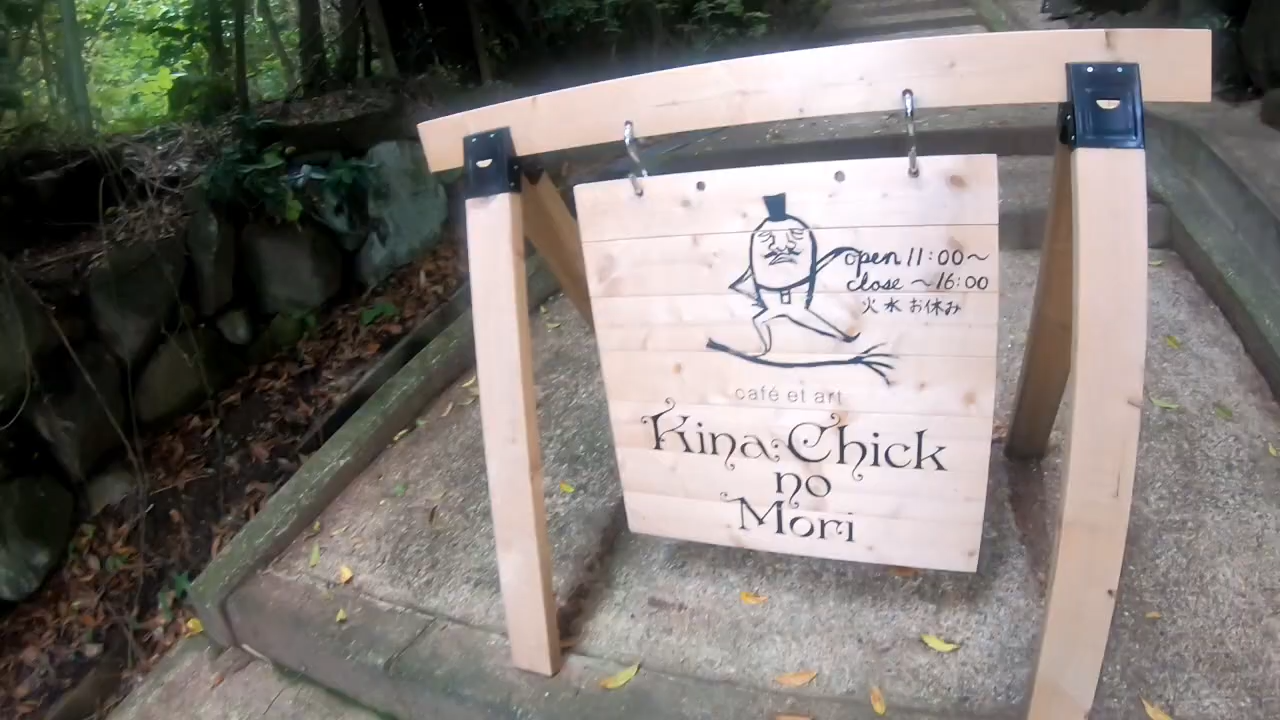 open 11:00～
close ～16:00
火 水 お休み
café et art
Kina Chick
no
Mori